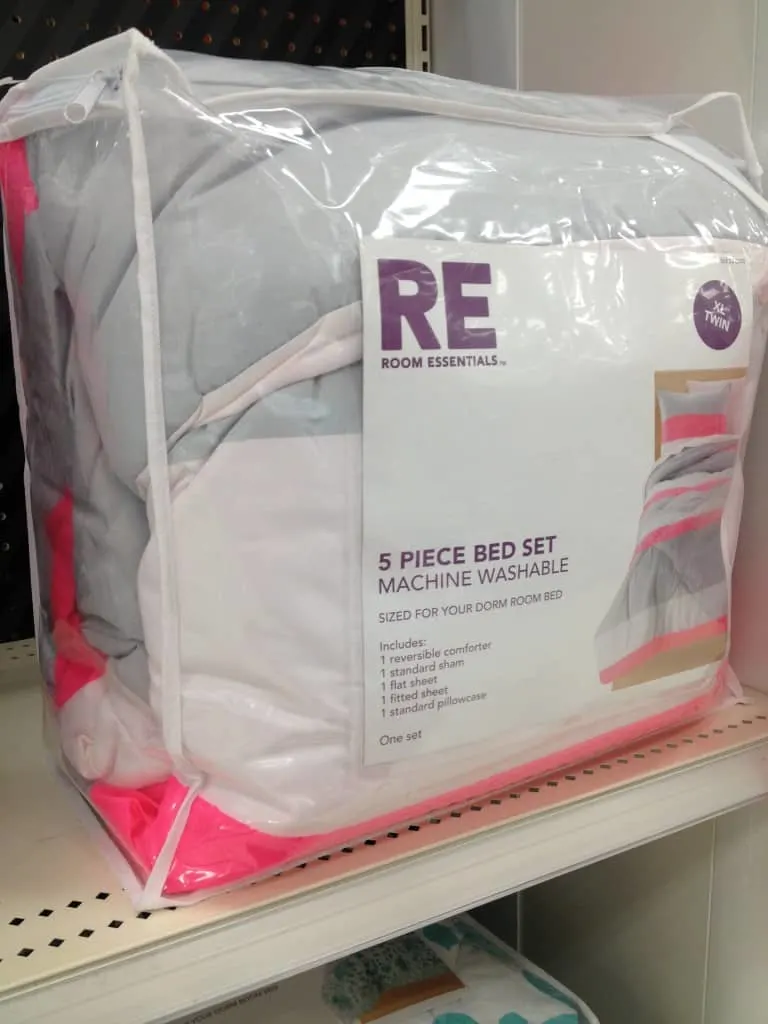 RE
ROOM ESSENTIALS™
XL
TWIN
5 PIECE BED SET
MACHINE WASHABLE
SIZED FOR YOUR DORM ROOM BED
Includes:
1 reversible comforter
1 standard sham
1 flat sheet
1 fitted sheet
1 standard pillowcase
One set